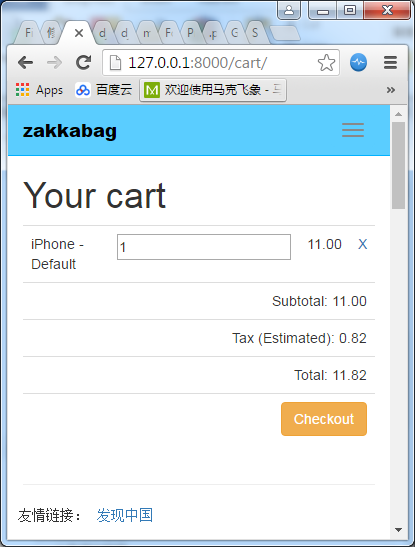 Fi
d
d
m
Fi
P
.p
G
S
127.0.0.1:8000/cart/
Apps 百度云 欢迎使用马克飞象 -
»
zakkabag
Your cart
iPhone - 1 11.00 X
Default
Subtotal: 11.00
Tax (Estimated): 0.82
Total: 11.82
Checkout
友情链接： 发现中国